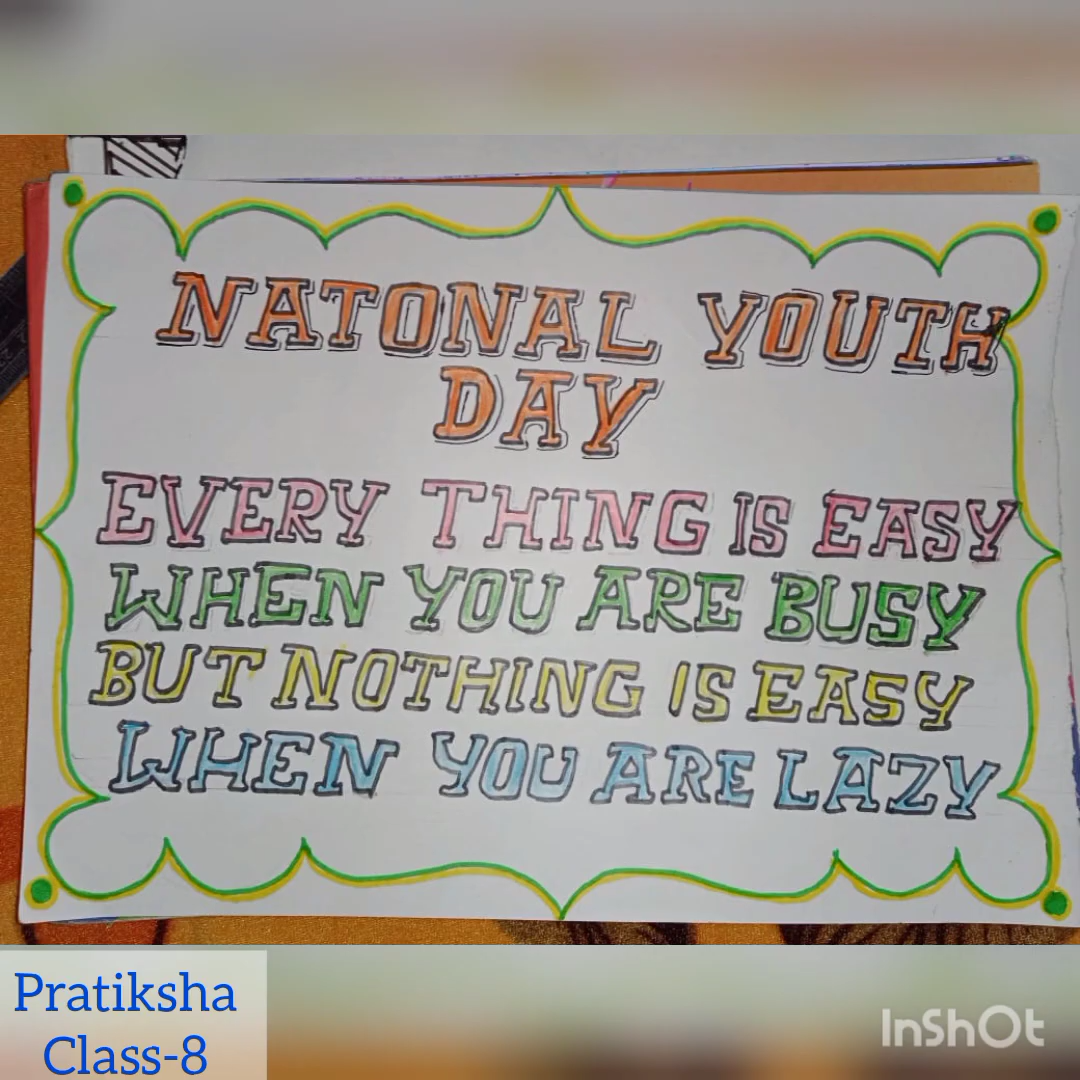 NATONAL YOUTH
DAY
EVERY THING IS EASY
WHEN YOU ARE BUSY
BUT NOTHING IS EASY
WHEN YOU ARE LAZY
Pratiksha
Class-8
InShOt